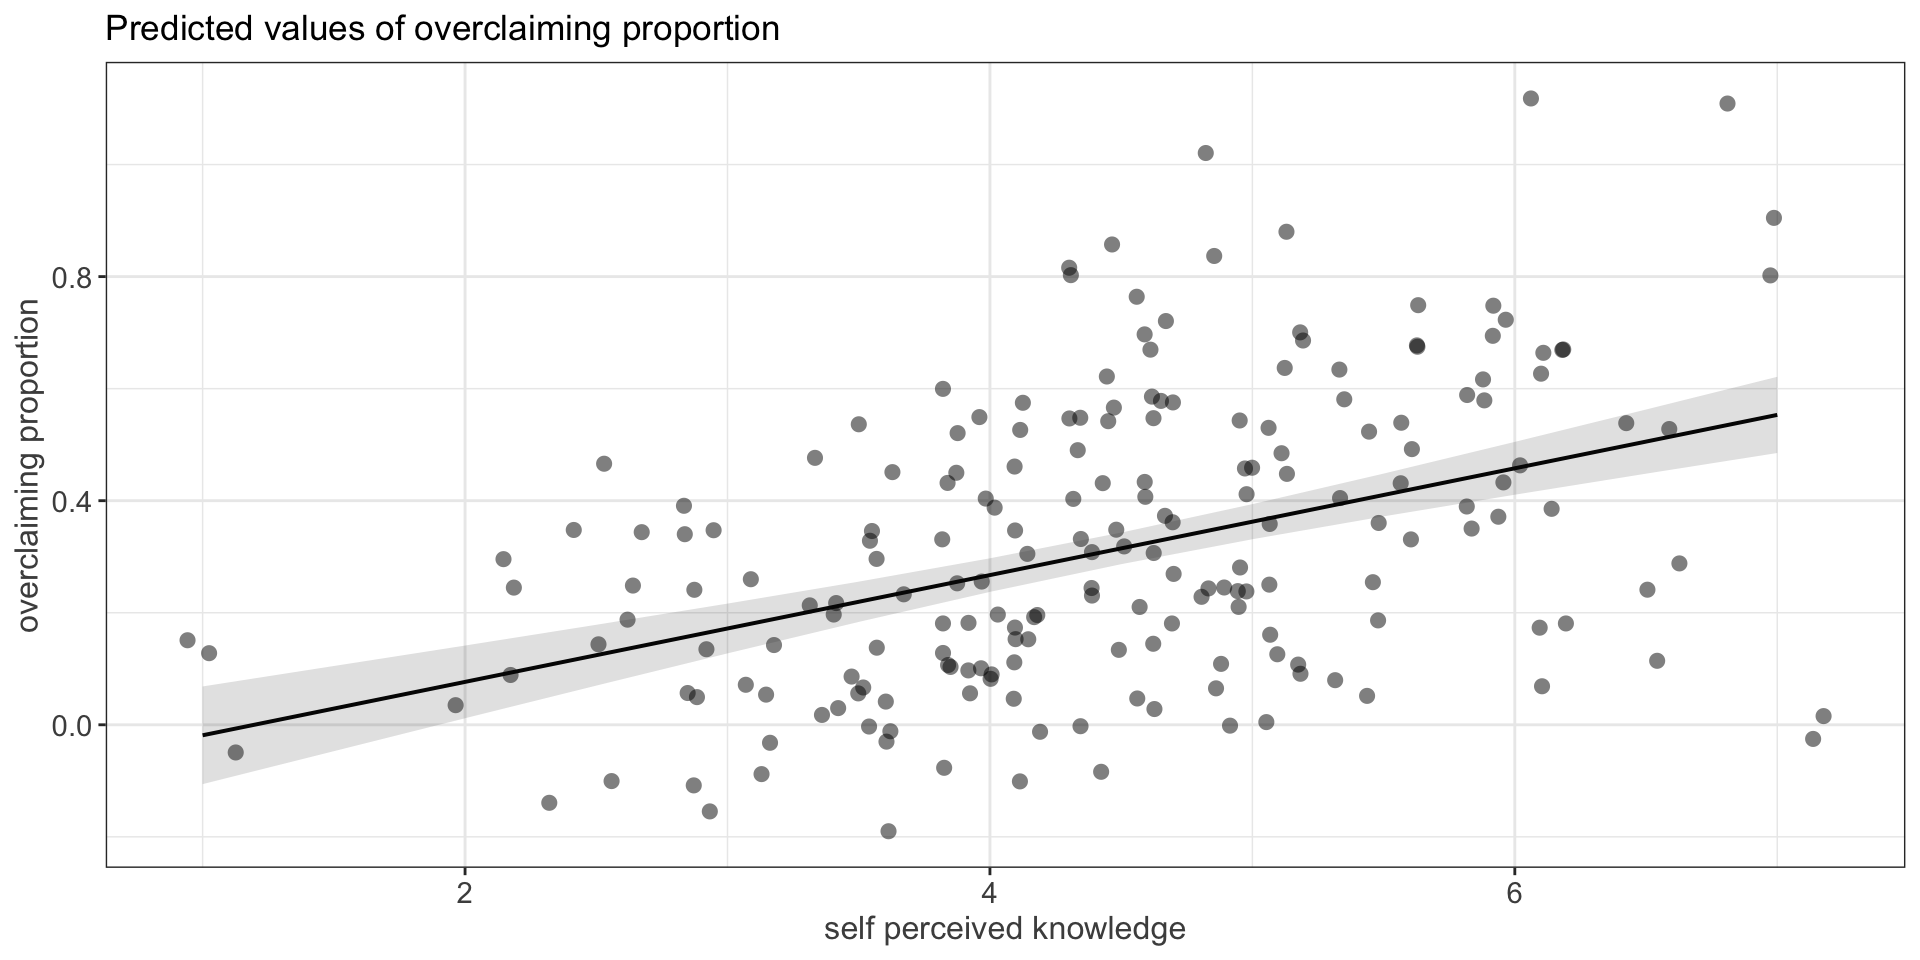 Predicted values of overclaiming proportion
overclaiming proportion
0.8
0.4
0.0
2 4 6
self perceived knowledge